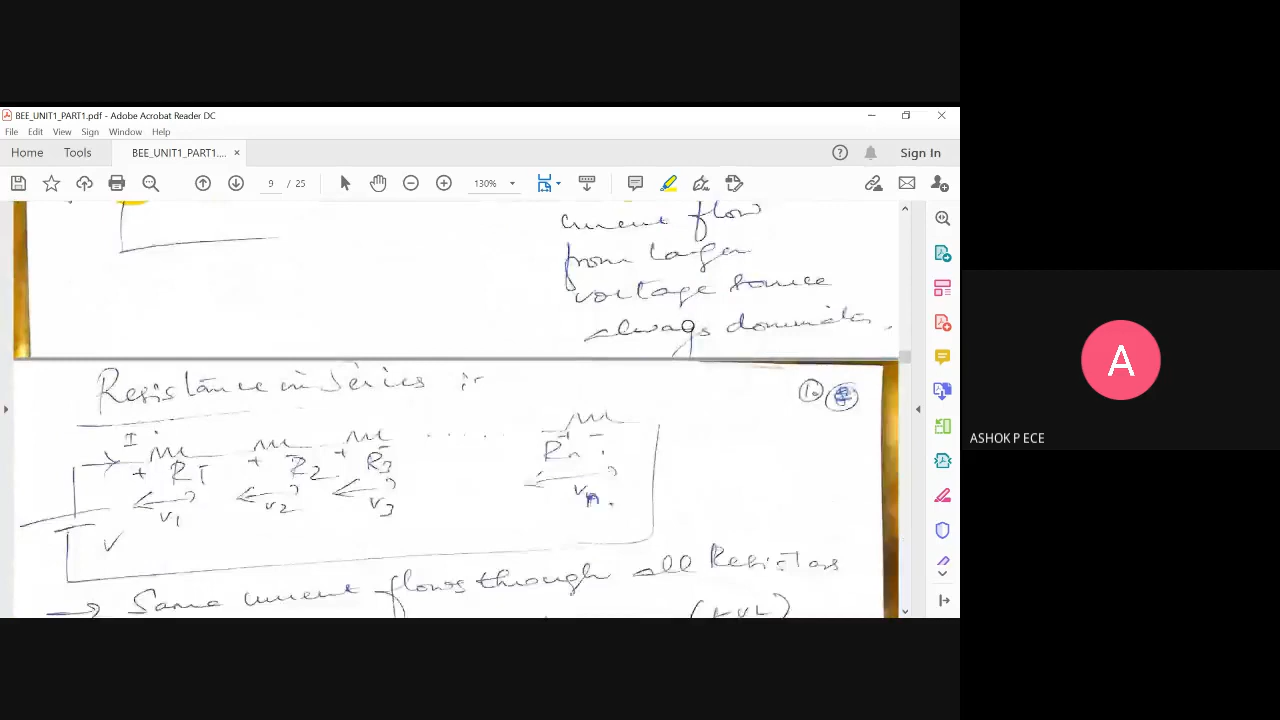 BEE_UNIT1_PART1.pdf - Adobe Acrobat Reader DC
File Edit View Sign Window Help
Home Tools BEE_UNIT1_PART1.... × Sign In
9 / 25 130%
current flow
from larger
voltage source
always dominates.
Resistance in Series :-
10
I
+ R1 + R2 + R3 ...... + - Rn
V1 V2 V3 Vn.
V
→ Same current flows through all Resistors
(KVL)
A
ASHOK P ECE